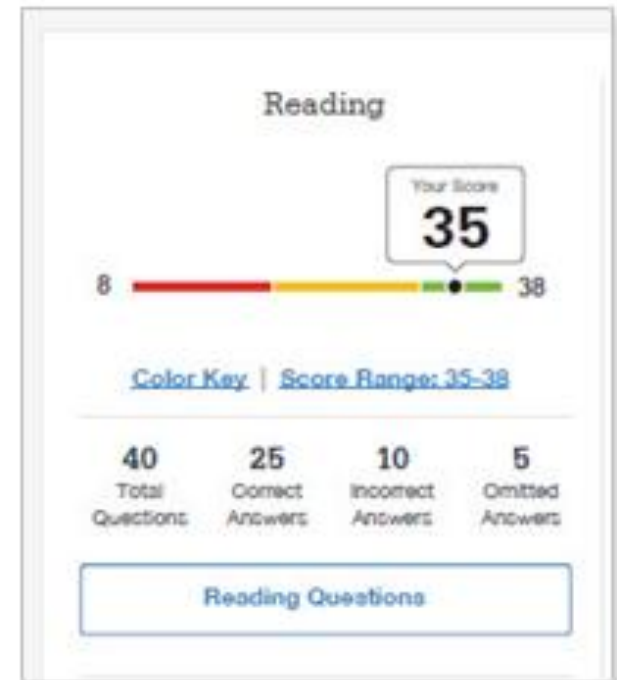 Reading
Your Score
35
8 38
Color Key | Score Range: 35-38
40 25 10 5
Total Correct Incorrect Omitted
Questions Answers Answers Answers
Reading Questions